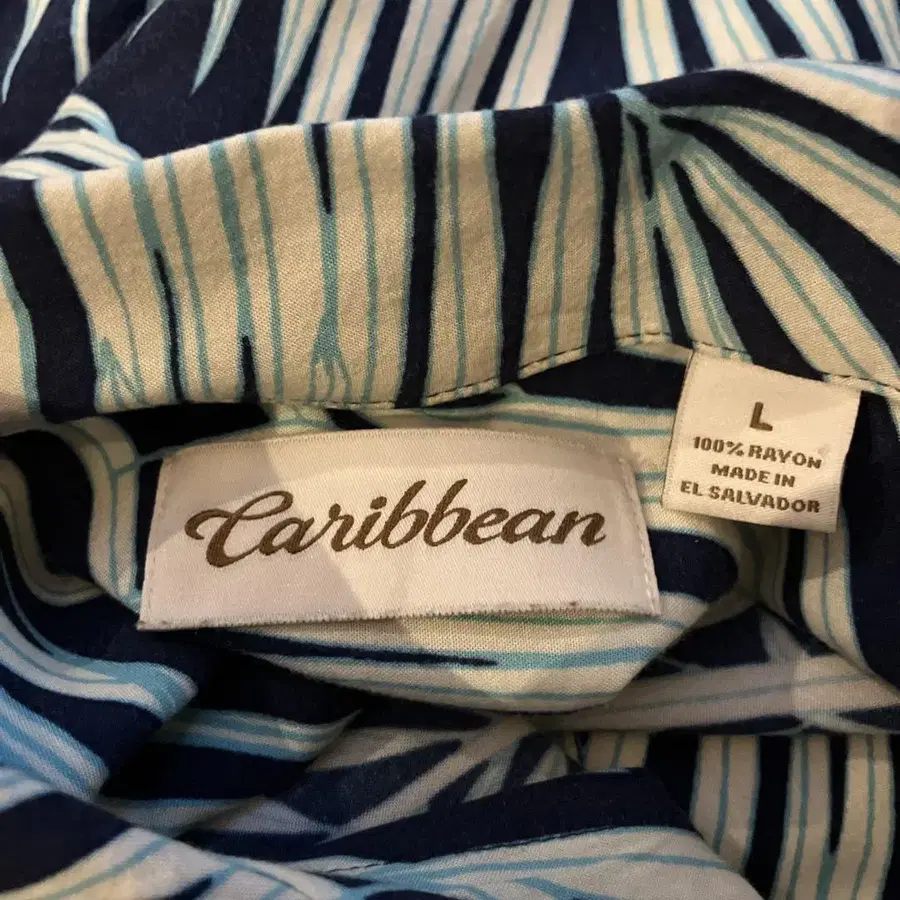 Caribbean
L
100% RAYON
MADE IN
EL SALVADOR